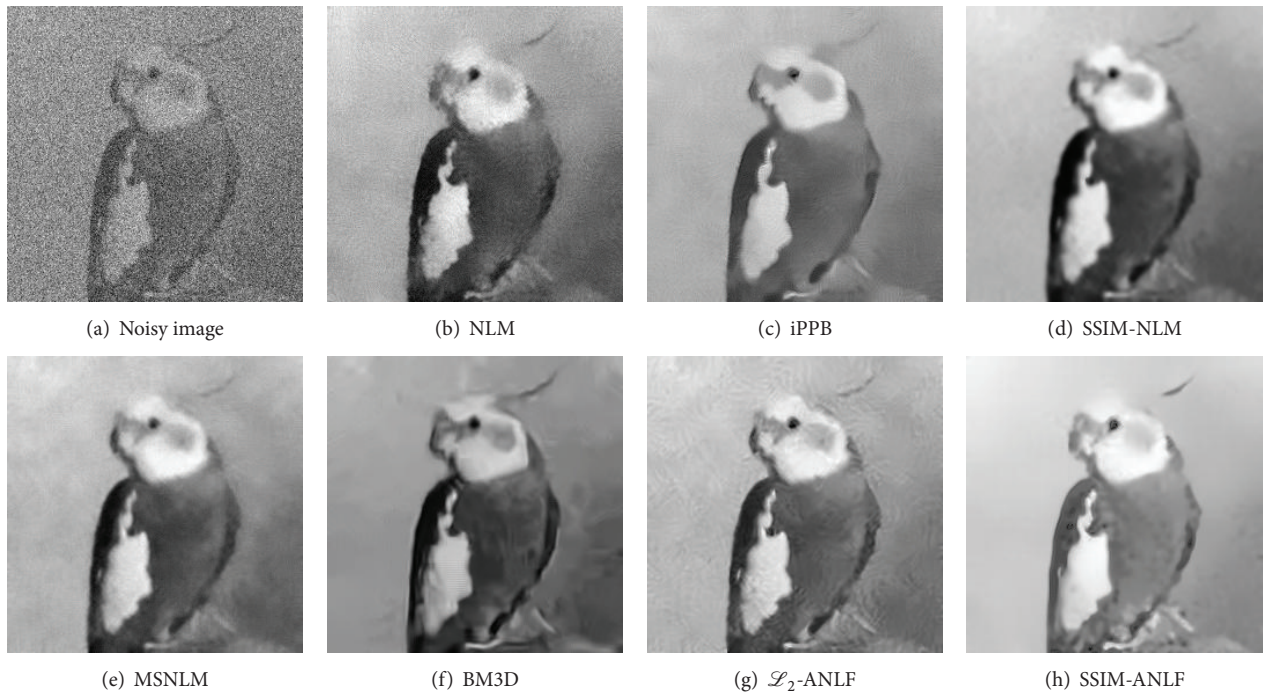 (a) Noisy image
(b) NLM
(c) iPPB
(d) SSIM-NLM
(e) MSNLM
(f) BM3D
(g) ℒ₂-ANLF
(h) SSIM-ANLF